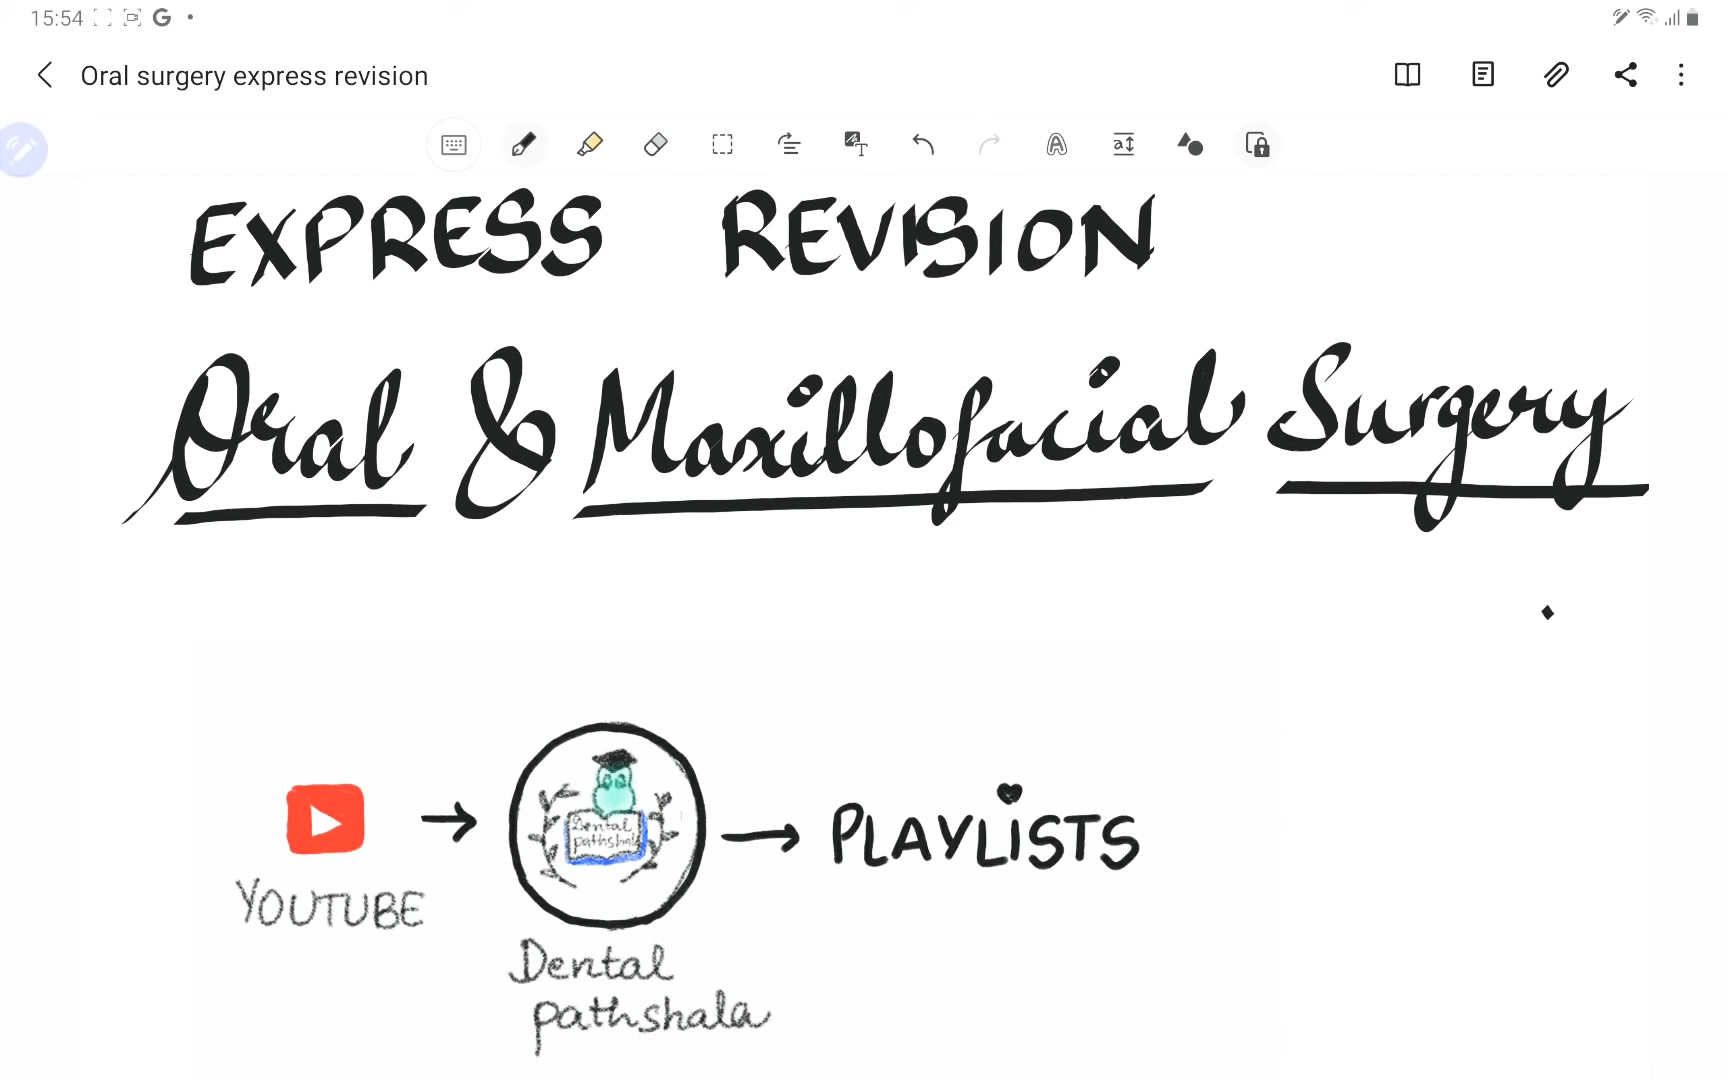 15:54
Oral surgery express revision
EXPRESS REVISION
Oral & Maxillofacial Surgery
Dental
pathshala
PLAYLISTS
YOUTUBE
Dental
pathshala